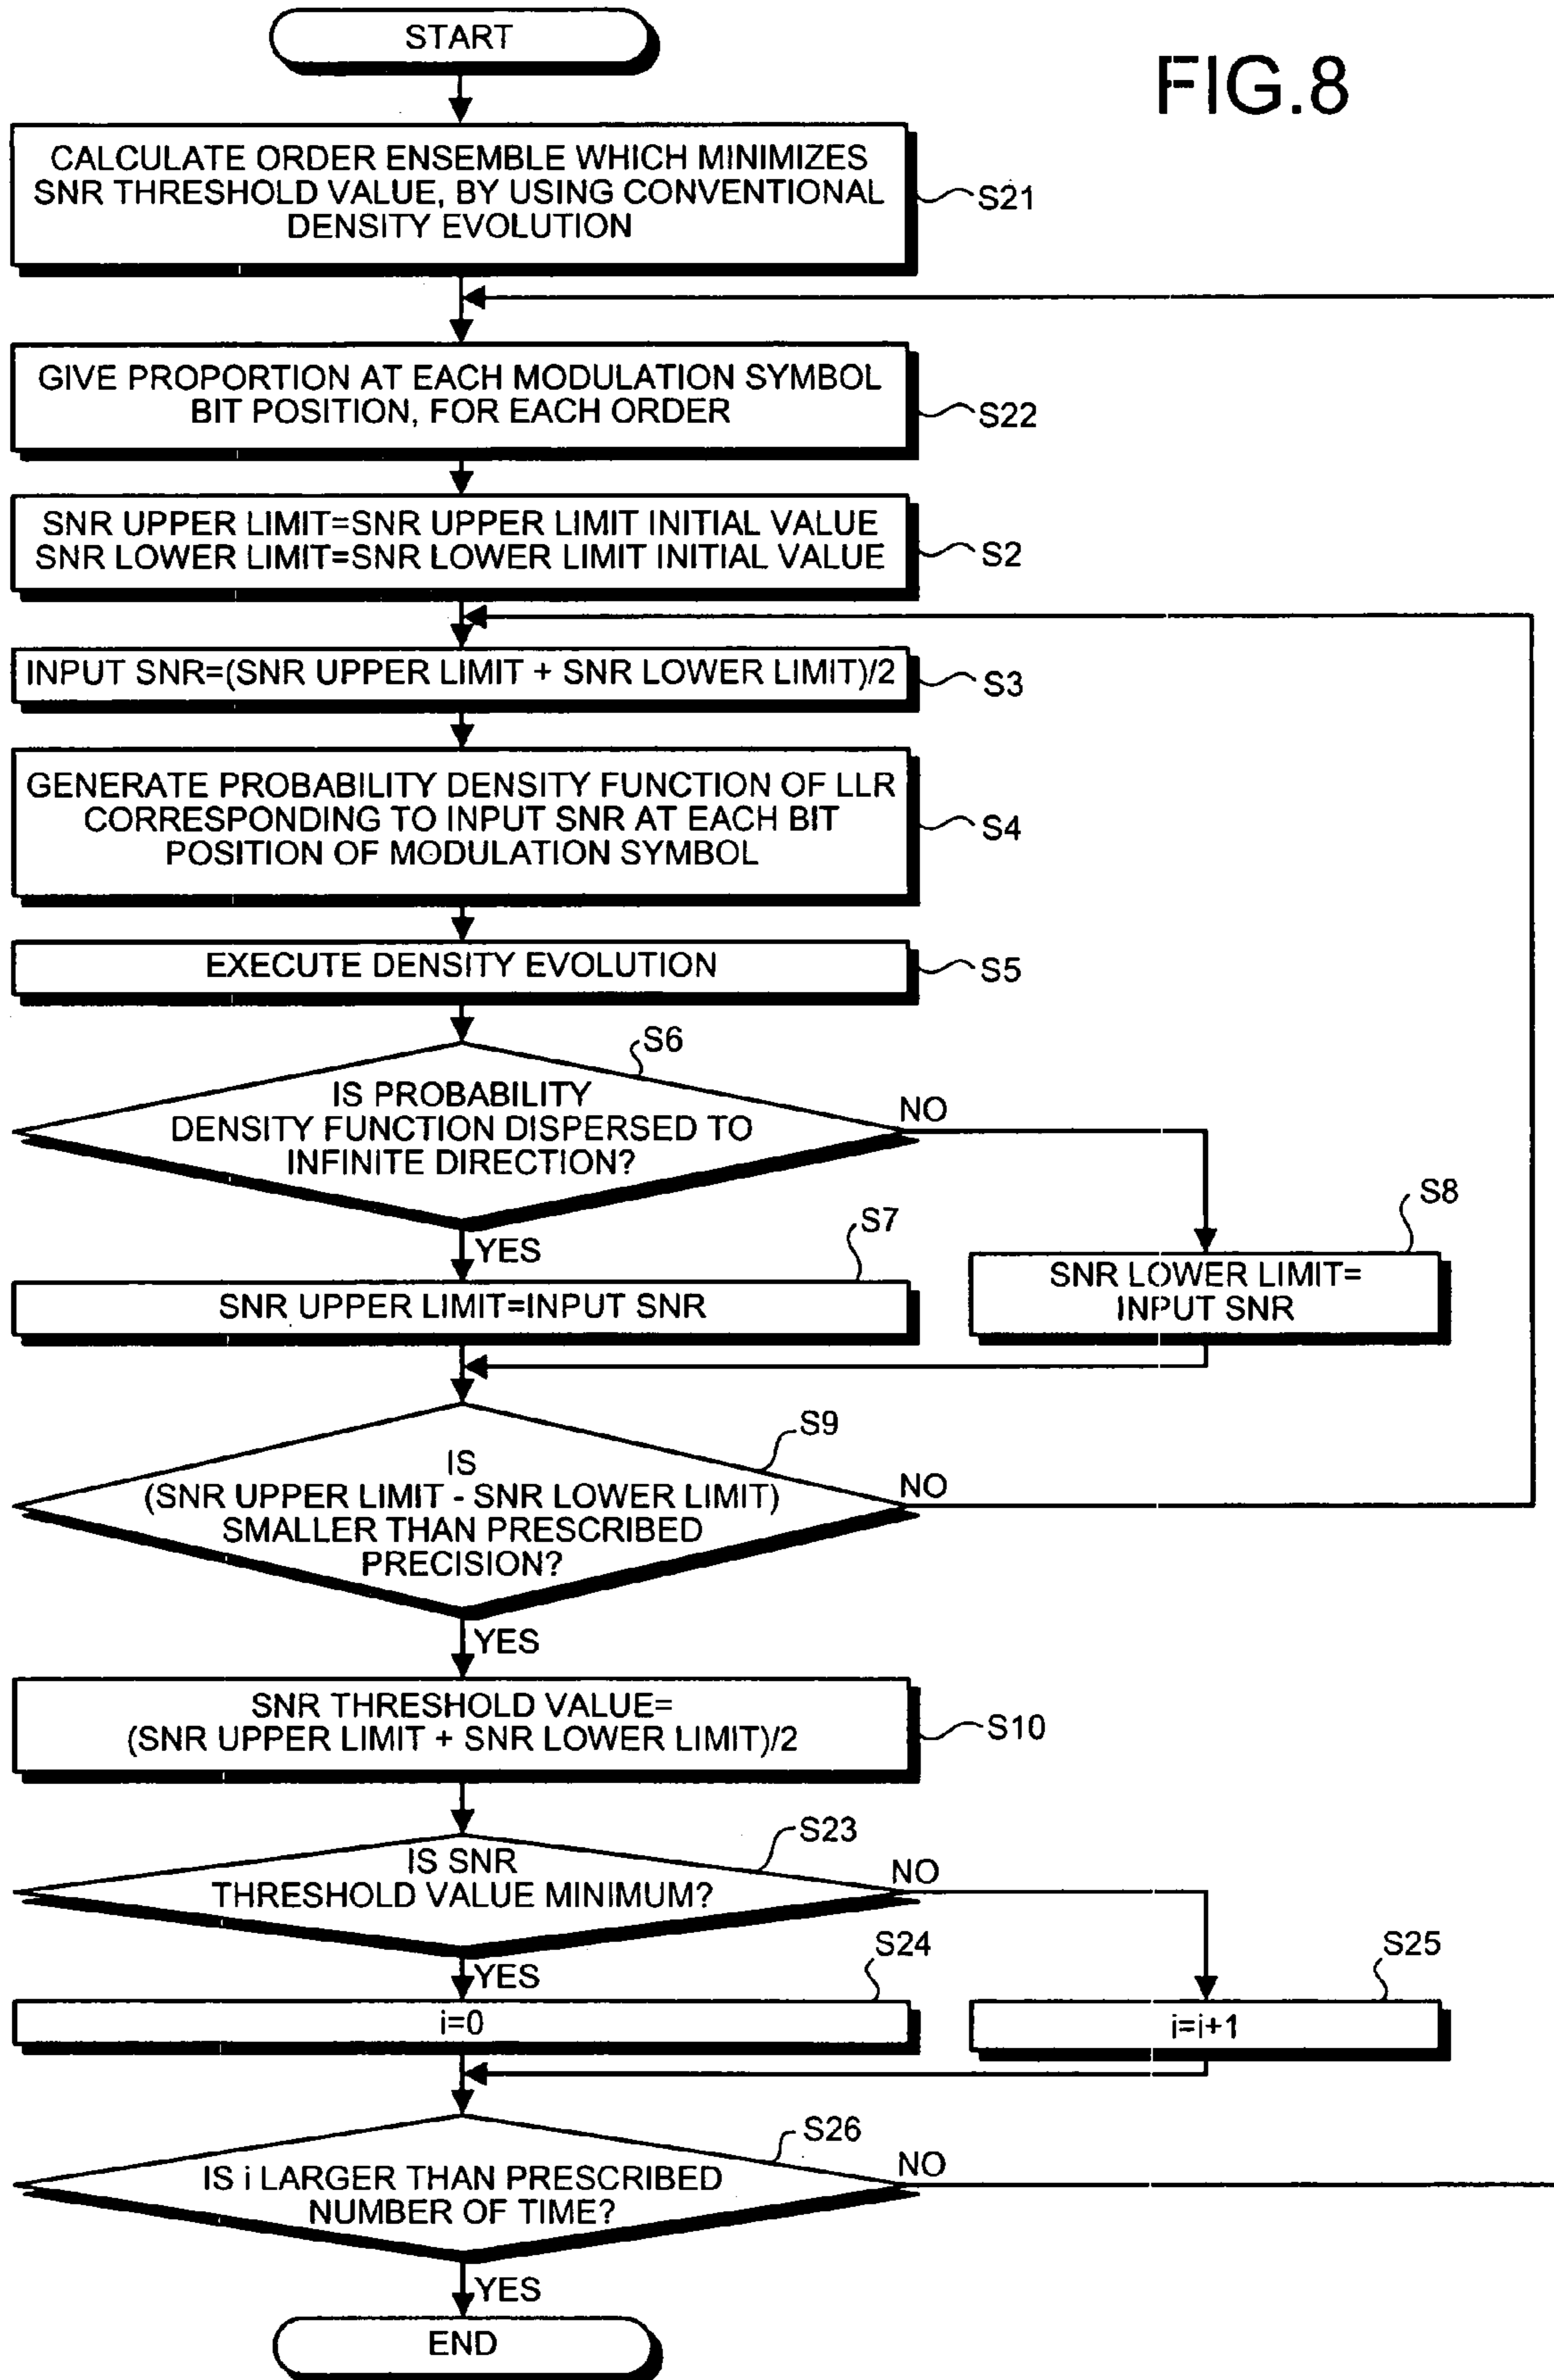 START
FIG.8
CALCULATE ORDER ENSEMBLE WHICH MINIMIZES
SNR THRESHOLD VALUE, BY USING CONVENTIONAL
DENSITY EVOLUTION
S21
GIVE PROPORTION AT EACH MODULATION SYMBOL
BIT POSITION, FOR EACH ORDER
S22
SNR UPPER LIMIT=SNR UPPER LIMIT INITIAL VALUE
SNR LOWER LIMIT=SNR LOWER LIMIT INITIAL VALUE
S2
INPUT SNR=(SNR UPPER LIMIT + SNR LOWER LIMIT)/2
S3
GENERATE PROBABILITY DENSITY FUNCTION OF LLR
CORRESPONDING TO INPUT SNR AT EACH BIT
POSITION OF MODULATION SYMBOL
S4
EXECUTE DENSITY EVOLUTION
S5
S6
IS PROBABILITY
DENSITY FUNCTION DISPERSED TO
INFINITE DIRECTION?
NO
YES
S7
SNR UPPER LIMIT=INPUT SNR
S8
SNR LOWER LIMIT=
INPUT SNR
S9
IS
(SNR UPPER LIMIT - SNR LOWER LIMIT)
SMALLER THAN PRESCRIBED
PRECISION?
NO
YES
SNR THRESHOLD VALUE=
(SNR UPPER LIMIT + SNR LOWER LIMIT)/2
S10
S23
IS SNR
THRESHOLD VALUE MINIMUM?
NO
YES
S24
i=0
S25
i=i+1
S26
IS i LARGER THAN PRESCRIBED
NUMBER OF TIME?
NO
YES
END